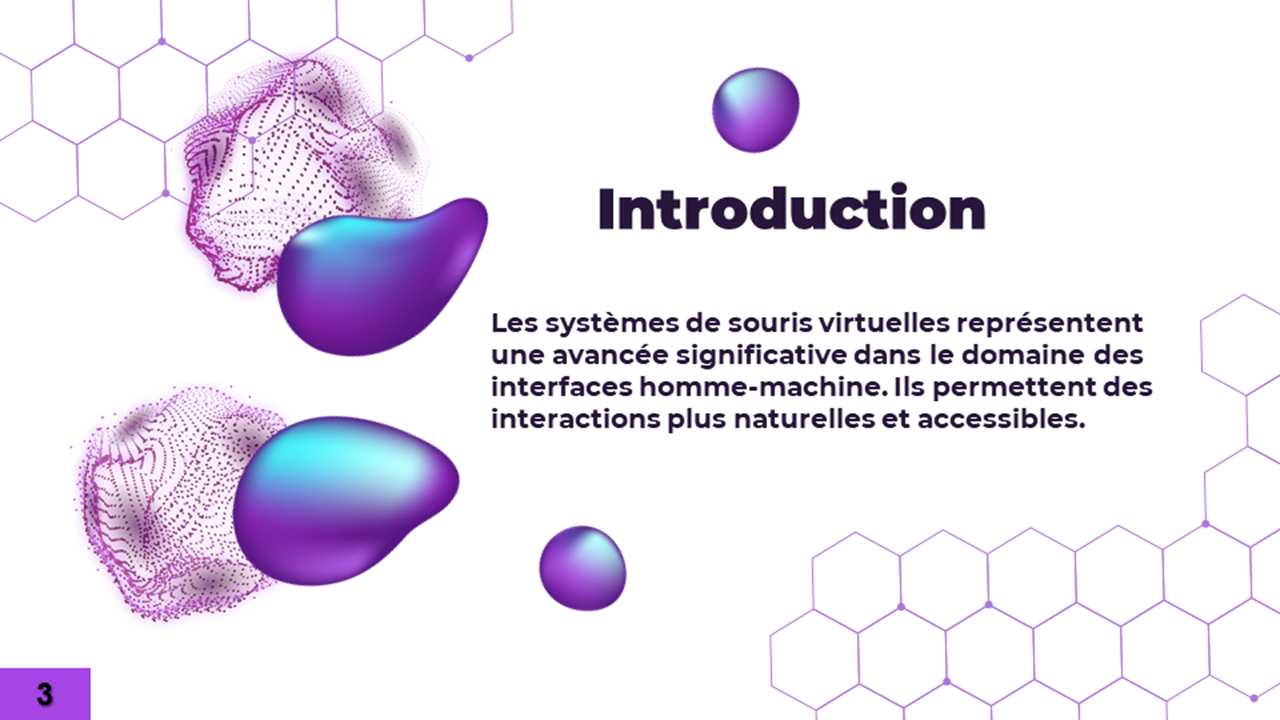 Introduction
Les systèmes de souris virtuelles représentent
une avancée significative dans le domaine des
interfaces homme-machine. Ils permettent des
interactions plus naturelles et accessibles.
3